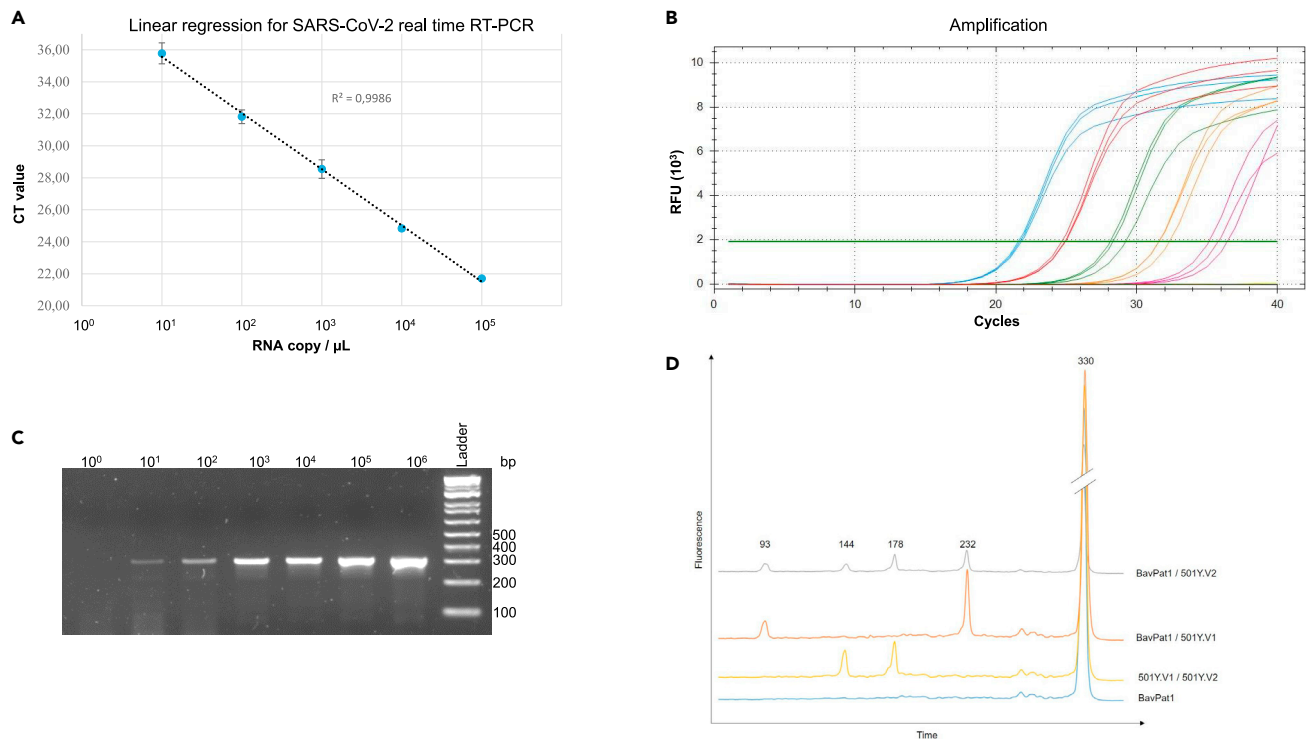 A
Linear regression for SARS-CoV-2 real time RT-PCR
36,00
34,00
32,00
30,00
28,00
26,00
24,00
22,00
20,00
CT value
R² = 0,9986
10⁰ 10¹ 10² 10³ 10⁴ 10⁵
RNA copy / µL
B
Amplification
10
8
6
4
2
0
RFU (10³)
0 10 20 30 40
Cycles
C
10⁰ 10¹ 10² 10³ 10⁴ 10⁵ 10⁶ Ladder bp
500
400
300
200
100
D
330
93 144 178 232
Fluorescence
BavPat1 / 501Y.V2
BavPat1 / 501Y.V1
501Y.V1 / 501Y.V2
BavPat1
Time